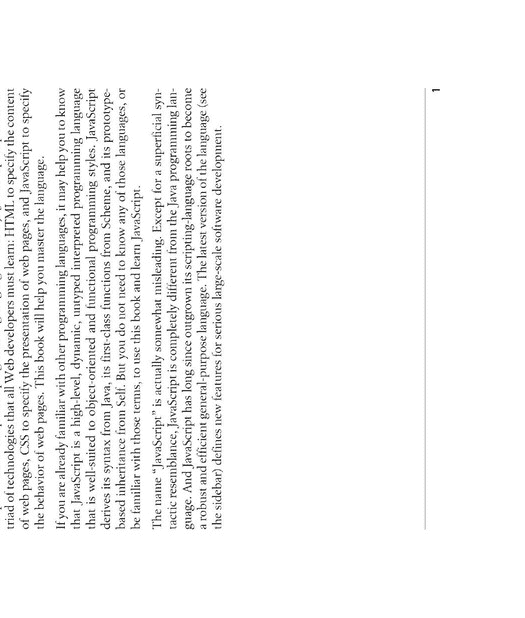 triad of technologies that all Web developers must learn: HTML to specify the content
of web pages, CSS to specify the presentation of web pages, and JavaScript to specify
the behavior of web pages. This book will help you master the language.
If you are already familiar with other programming languages, it may help you to know
that JavaScript is a high-level, dynamic, untyped interpreted programming language
that is well-suited to object-oriented and functional programming styles. JavaScript
derives its syntax from Java, its first-class functions from Scheme, and its prototype-
based inheritance from Self. But you do not need to know any of those languages, or
be familiar with those terms, to use this book and learn JavaScript.
The name “JavaScript” is actually somewhat misleading. Except for a superficial syn-
tactic resemblance, JavaScript is completely different from the Java programming lan-
guage. And JavaScript has long since outgrown its scripting-language roots to become
a robust and efficient general-purpose language. The latest version of the language (see
the sidebar) defines new features for serious large-scale software development.
1